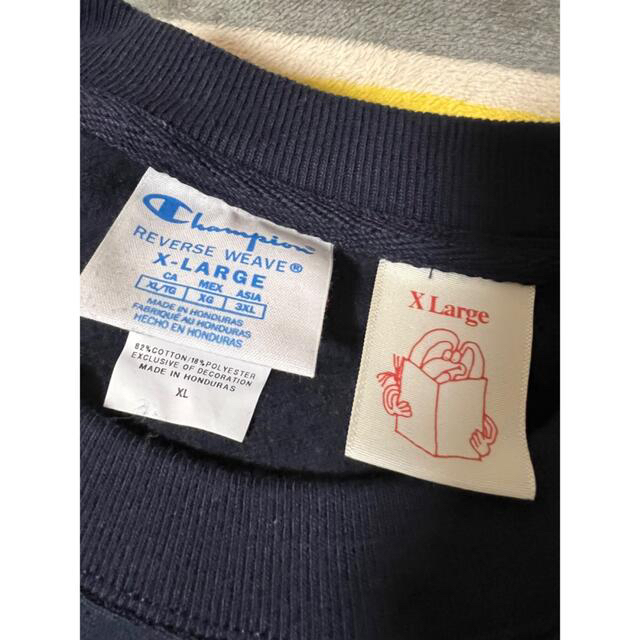 Champion
REVERSE WEAVE®
X-LARGE
CA MEX ASIA
XL/TG XG 3XL
MADE IN HONDURAS
FABRIQUÉ AU HONDURAS
HECHO EN HONDURAS
82%COTTON/18%POLYESTER
EXCLUSIVE OF DECORATION
MADE IN HONDURAS
XL
X Large